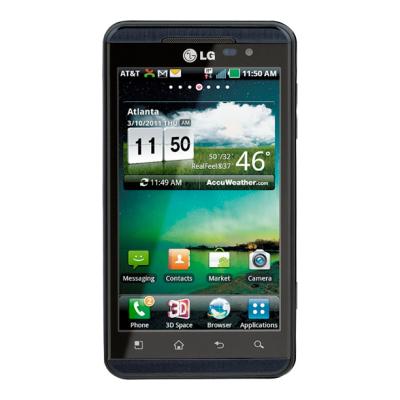 LG
AT&T 11:50 AM
Atlanta
3/10/2011 AM
11 50
50°/32°
RealFeel®37
46°
11:49 AM AccuWeather.com
Messaging Contacts Market Camera
2
3D
Phone 3D Space Browser Applications